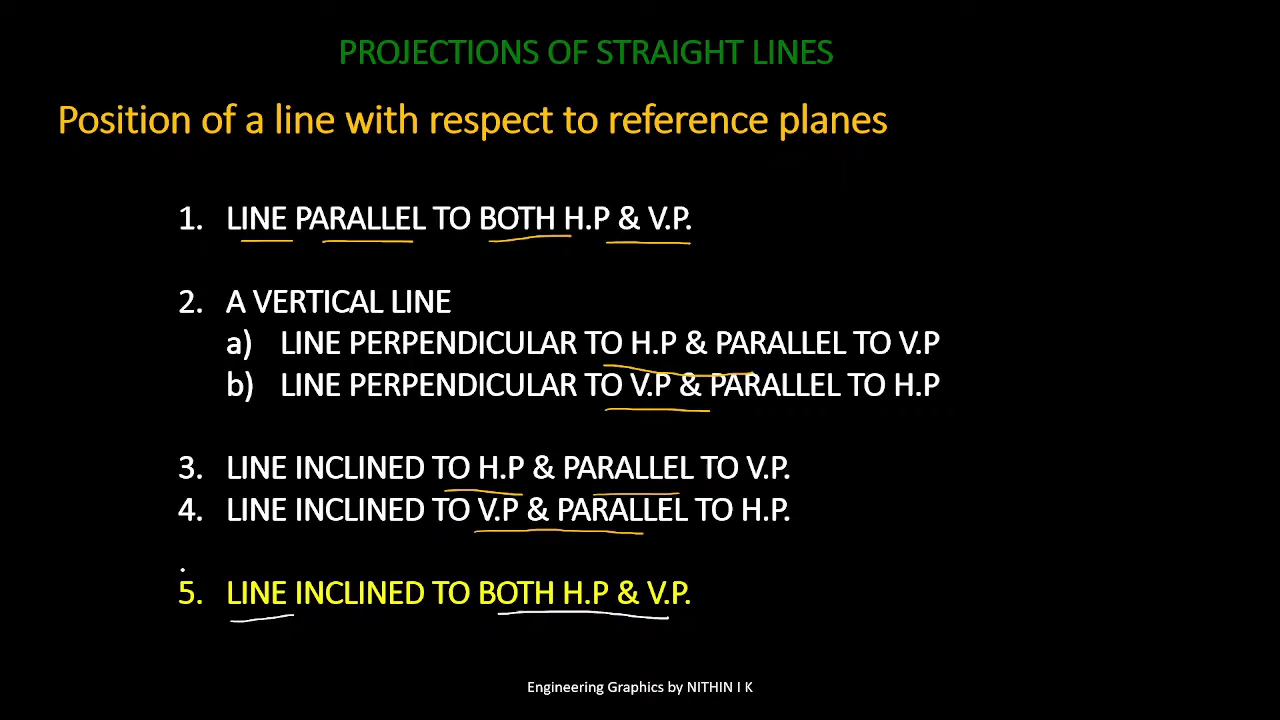 PROJECTIONS OF STRAIGHT LINES
Position of a line with respect to reference planes
1. LINE PARALLEL TO BOTH H.P & V.P.
2. A VERTICAL LINE
a) LINE PERPENDICULAR TO H.P & PARALLEL TO V.P
b) LINE PERPENDICULAR TO V.P & PARALLEL TO H.P
3. LINE INCLINED TO H.P & PARALLEL TO V.P.
4. LINE INCLINED TO V.P & PARALLEL TO H.P.
.
5. LINE INCLINED TO BOTH H.P & V.P.
Engineering Graphics by NITHIN I K